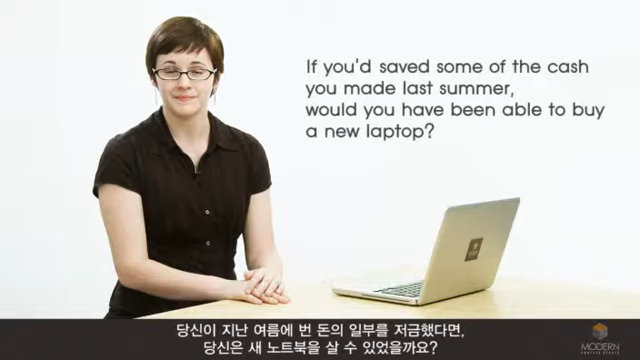 If you'd saved some of the cash
you made last summer,
would you have been able to buy
a new laptop?
당신이 지난 여름에 번 돈의 일부를 저금했다면,
당신은 새 노트북을 살 수 있었을까요?
MODERN